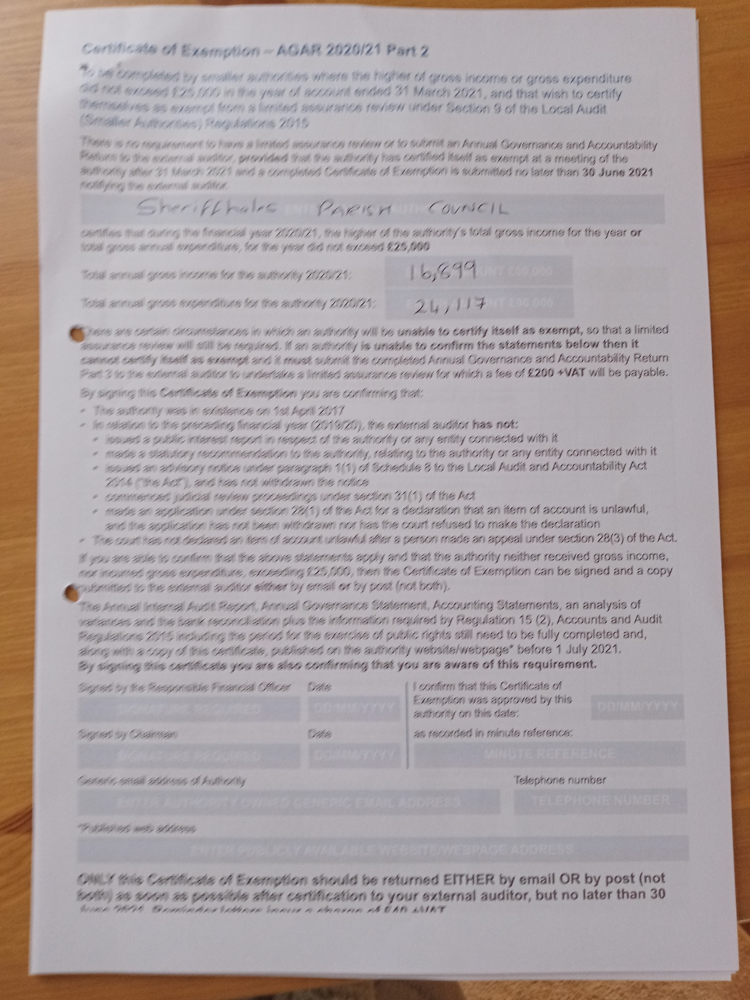 Certificate of Exemption – AGAR 2020/21 Part 2
To be completed by smaller authorities where the higher of gross income or gross expenditure
did not exceed £25,000 in the year of account ended 31 March 2021, and that wish to certify
themselves as exempt from a limited assurance review under Section 9 of the Local Audit
(Smaller Authorities) Regulations 2015
There is no requirement to have a limited assurance review or to submit an Annual Governance and Accountability
Return to the external auditor, provided that the authority has certified itself as exempt at a meeting of the
authority after 31 March 2021 and a completed Certificate of Exemption is submitted no later than 30 June 2021
notifying the external auditor.
Sheriffhales PARISH COUNCIL
certifies that during the financial year 2020/21, the higher of the authority's total gross income for the year or
total gross annual expenditure, for the year did not exceed £25,000
Total annual gross income for the authority 2020/21: 16,899
Total annual gross expenditure for the authority 2020/21: 24,117
There are certain circumstances in which an authority will be unable to certify itself as exempt, so that a limited
assurance review will still be required. If an authority is unable to confirm the statements below then it
cannot certify itself as exempt and it must submit the completed Annual Governance and Accountability Return
Part 3 to the external auditor to undertake a limited assurance review for which a fee of £200 +VAT will be payable.
By signing this Certificate of Exemption you are confirming that:
• The authority was in existence on 1st April 2017
• In relation to the preceding financial year (2019/20), the external auditor has not:
• issued a public interest report in respect of the authority or any entity connected with it
• made a statutory recommendation to the authority, relating to the authority or any entity connected with it
• issued an advisory notice under paragraph 1(1) of Schedule 8 to the Local Audit and Accountability Act
2014 ("the Act"), and has not withdrawn the notice
• commenced judicial review proceedings under section 31(1) of the Act
• made an application under section 28(1) of the Act for a declaration that an item of account is unlawful,
and the application has not been withdrawn nor has the court refused to make the declaration
• The court has not declared an item of account unlawful after a person made an appeal under section 28(3) of the Act.
If you are able to confirm that the above statements apply and that the authority neither received gross income,
nor incurred gross expenditure, exceeding £25,000, then the Certificate of Exemption can be signed and a copy
submitted to the external auditor either by email or by post (not both).
The Annual Internal Audit Report, Annual Governance Statement, Accounting Statements, an analysis of
variances and the bank reconciliation plus the information required by Regulation 15 (2), Accounts and Audit
Regulations 2015 including the period for the exercise of public rights still need to be fully completed and,
along with a copy of this certificate, published on the authority website/webpage* before 1 July 2021.
By signing this certificate you are also confirming that you are aware of this requirement.
Signed by the Responsible Financial Officer Date I confirm that this Certificate of
Exemption was approved by this
authority on this date:
SIGNATURE REQUIRED DD/MM/YYYY DD/MM/YYYY
Signed by Chairman Date as recorded in minute reference:
SIGNATURE REQUIRED DD/MM/YYYY MINUTE REFERENCE
Generic email address of Authority Telephone number
ENTER AUTHORITY OWNED GENERIC EMAIL ADDRESS TELEPHONE NUMBER
*Published web address
ENTER PUBLICLY AVAILABLE WEBSITE/WEBPAGE ADDRESS
ONLY this Certificate of Exemption should be returned EITHER by email OR by post (not
both) as soon as possible after certification to your external auditor, but no later than 30
June 2021. Reminder letters incur a charge of £40 +VAT